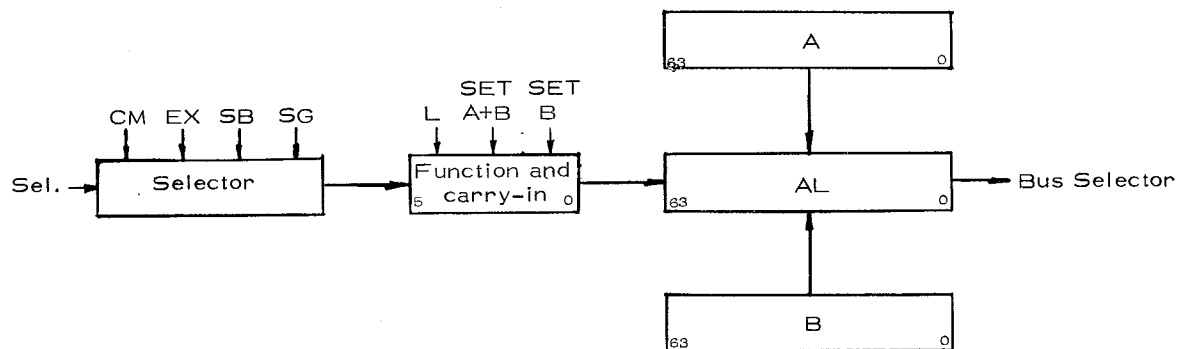 A
63 0
SET SET
CM EX SB SG L A+B B
Sel. Selector Function and carry-in AL Bus Selector
5 0
63 0
B
63 0